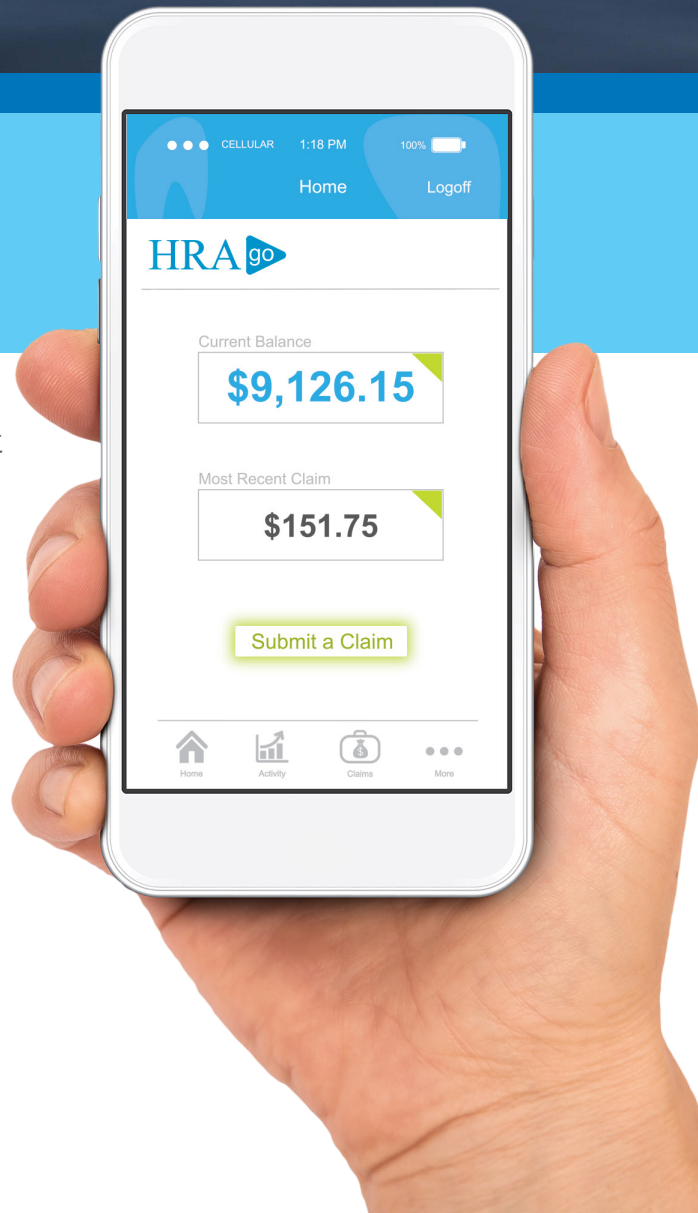 CELLULAR 1:18 PM 100%
Home Logoff
HRA go
Current Balance
$9,126.15
Most Recent Claim
$151.75
Submit a Claim
$
Home Activity Claims More